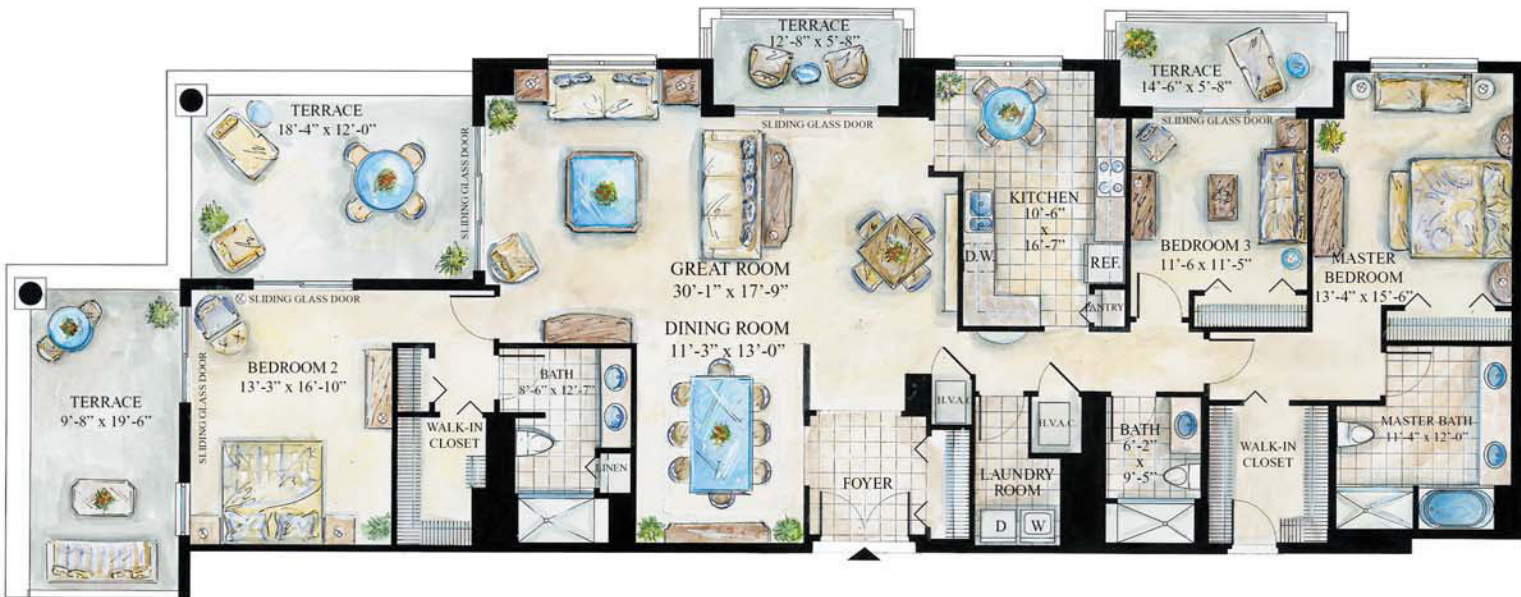 TERRACE
12'-8" x 5'-8"
SLIDING GLASS DOOR
TERRACE
14'-6" x 5'-8"
SLIDING GLASS DOOR
TERRACE
18'-4" x 12'-0"
SLIDING GLASS DOOR
SLIDING GLASS DOOR
GREAT ROOM
30'-1" x 17'-9"
KITCHEN
10'-6"
x
16'-7"
D.W.
REF.
PANTRY
BEDROOM 3
11'-6 x 11'-5"
MASTER
BEDROOM
13'-4" x 15'-6"
TERRACE
9'-8" x 19'-6"
SLIDING GLASS DOOR
BEDROOM 2
13'-3" x 16'-10"
WALK-IN
CLOSET
BATH
8'-6" x 12'-7"
LINEN
DINING ROOM
11'-3" x 13'-0"
FOYER
H.V.A.C
H.V.A.C
LAUNDRY
ROOM
D
W
BATH
6'-2"
x
9'-5"
WALK-IN
CLOSET
MASTER BATH
11'-4" x 12'-0"